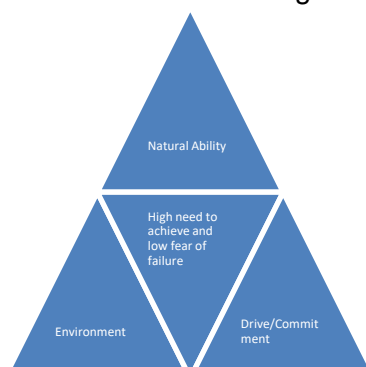 Natural Ability
High need to
achieve and
low fear of
failure
Environment
Drive/Commit
ment